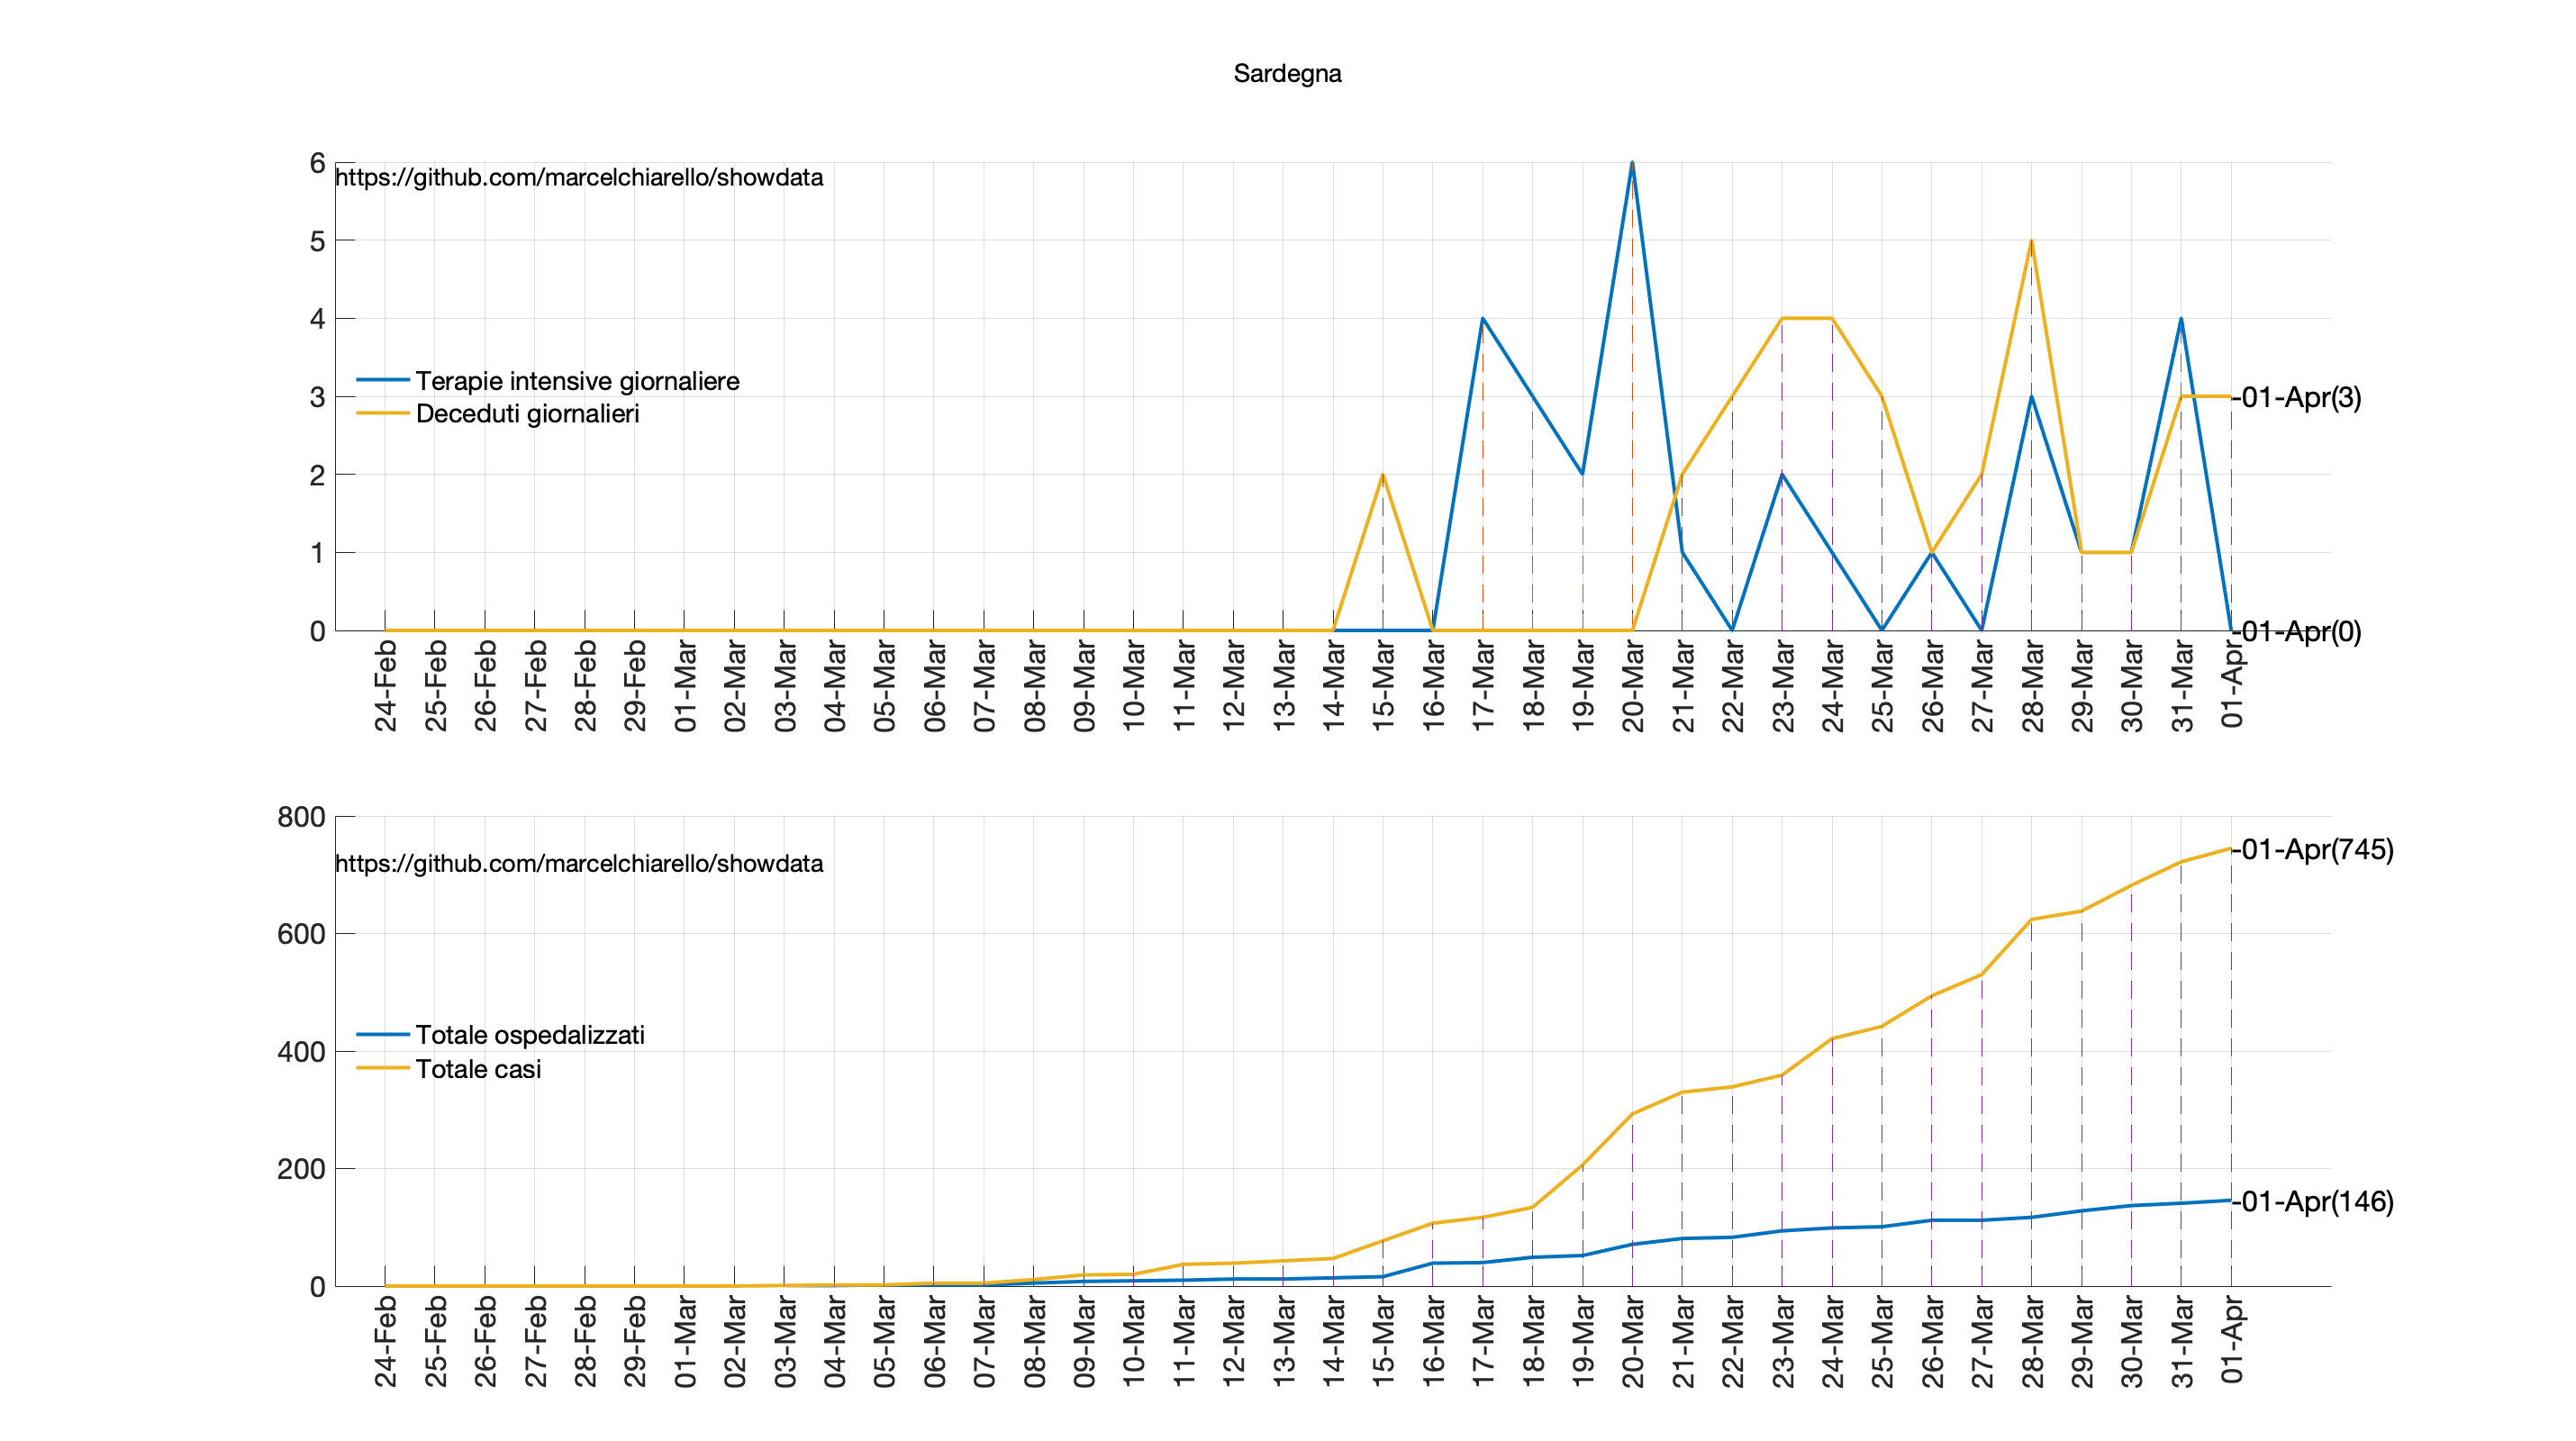 Sardegna
6
https://github.com/marcelchiarello/showdata
5
4
Terapie intensive giornaliere
3
Deceduti giornalieri
-01-Apr(3)
2
1
0
-01-Apr(0)
24-Feb
25-Feb
26-Feb
27-Feb
28-Feb
29-Feb
01-Mar
02-Mar
03-Mar
04-Mar
05-Mar
06-Mar
07-Mar
08-Mar
09-Mar
10-Mar
11-Mar
12-Mar
13-Mar
14-Mar
15-Mar
16-Mar
17-Mar
18-Mar
19-Mar
20-Mar
21-Mar
22-Mar
23-Mar
24-Mar
25-Mar
26-Mar
27-Mar
28-Mar
29-Mar
30-Mar
31-Mar
01-Apr
800
-01-Apr(745)
https://github.com/marcelchiarello/showdata
600
Totale ospedalizzati
400
Totale casi
200
-01-Apr(146)
0
24-Feb
25-Feb
26-Feb
27-Feb
28-Feb
29-Feb
01-Mar
02-Mar
03-Mar
04-Mar
05-Mar
06-Mar
07-Mar
08-Mar
09-Mar
10-Mar
11-Mar
12-Mar
13-Mar
14-Mar
15-Mar
16-Mar
17-Mar
18-Mar
19-Mar
20-Mar
21-Mar
22-Mar
23-Mar
24-Mar
25-Mar
26-Mar
27-Mar
28-Mar
29-Mar
30-Mar
31-Mar
01-Apr